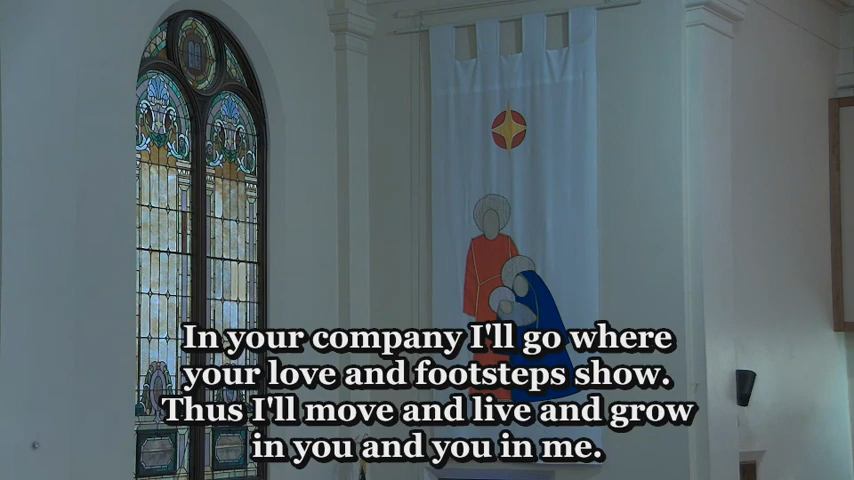 In your company I'll go where
your love and footsteps show.
Thus I'll move and live and grow
in you and you in me.